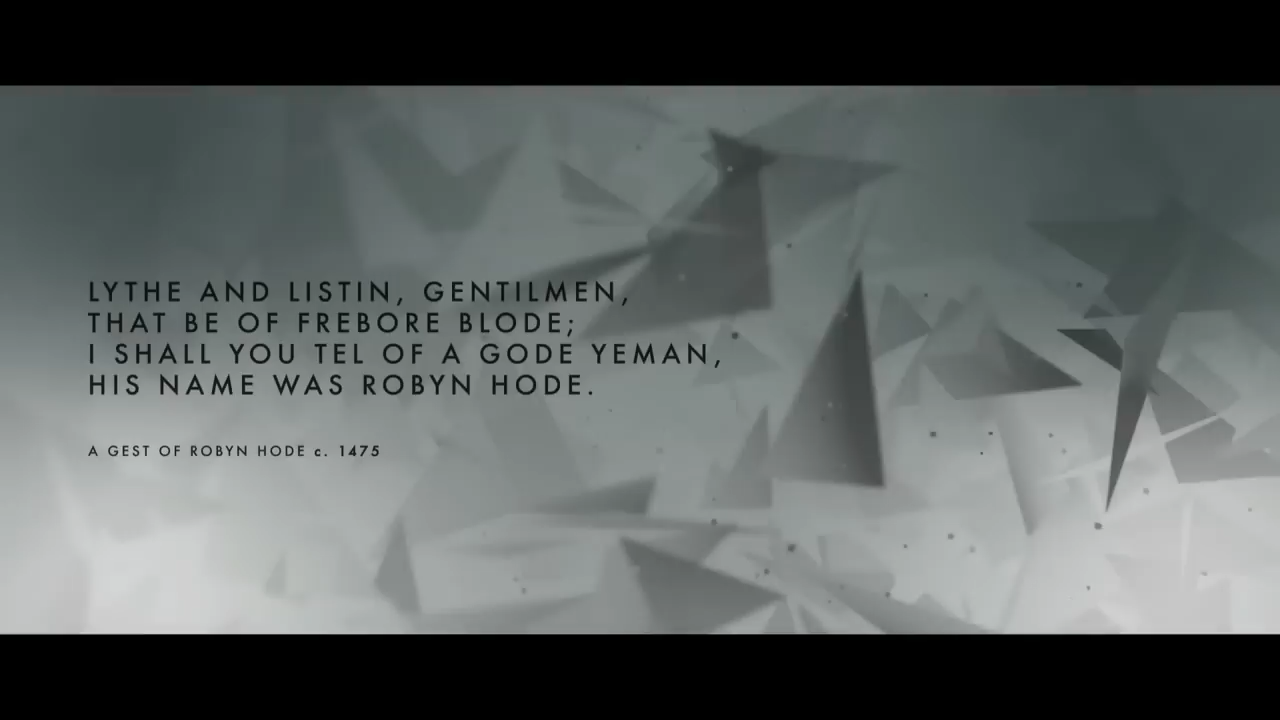 LYTHE AND LISTIN, GENTILMEN,
THAT BE OF FREBORE BLODE;
I SHALL YOU TEL OF A GODE YEMAN,
HIS NAME WAS ROBYN HODE.
A GEST OF ROBYN HODE c. 1475